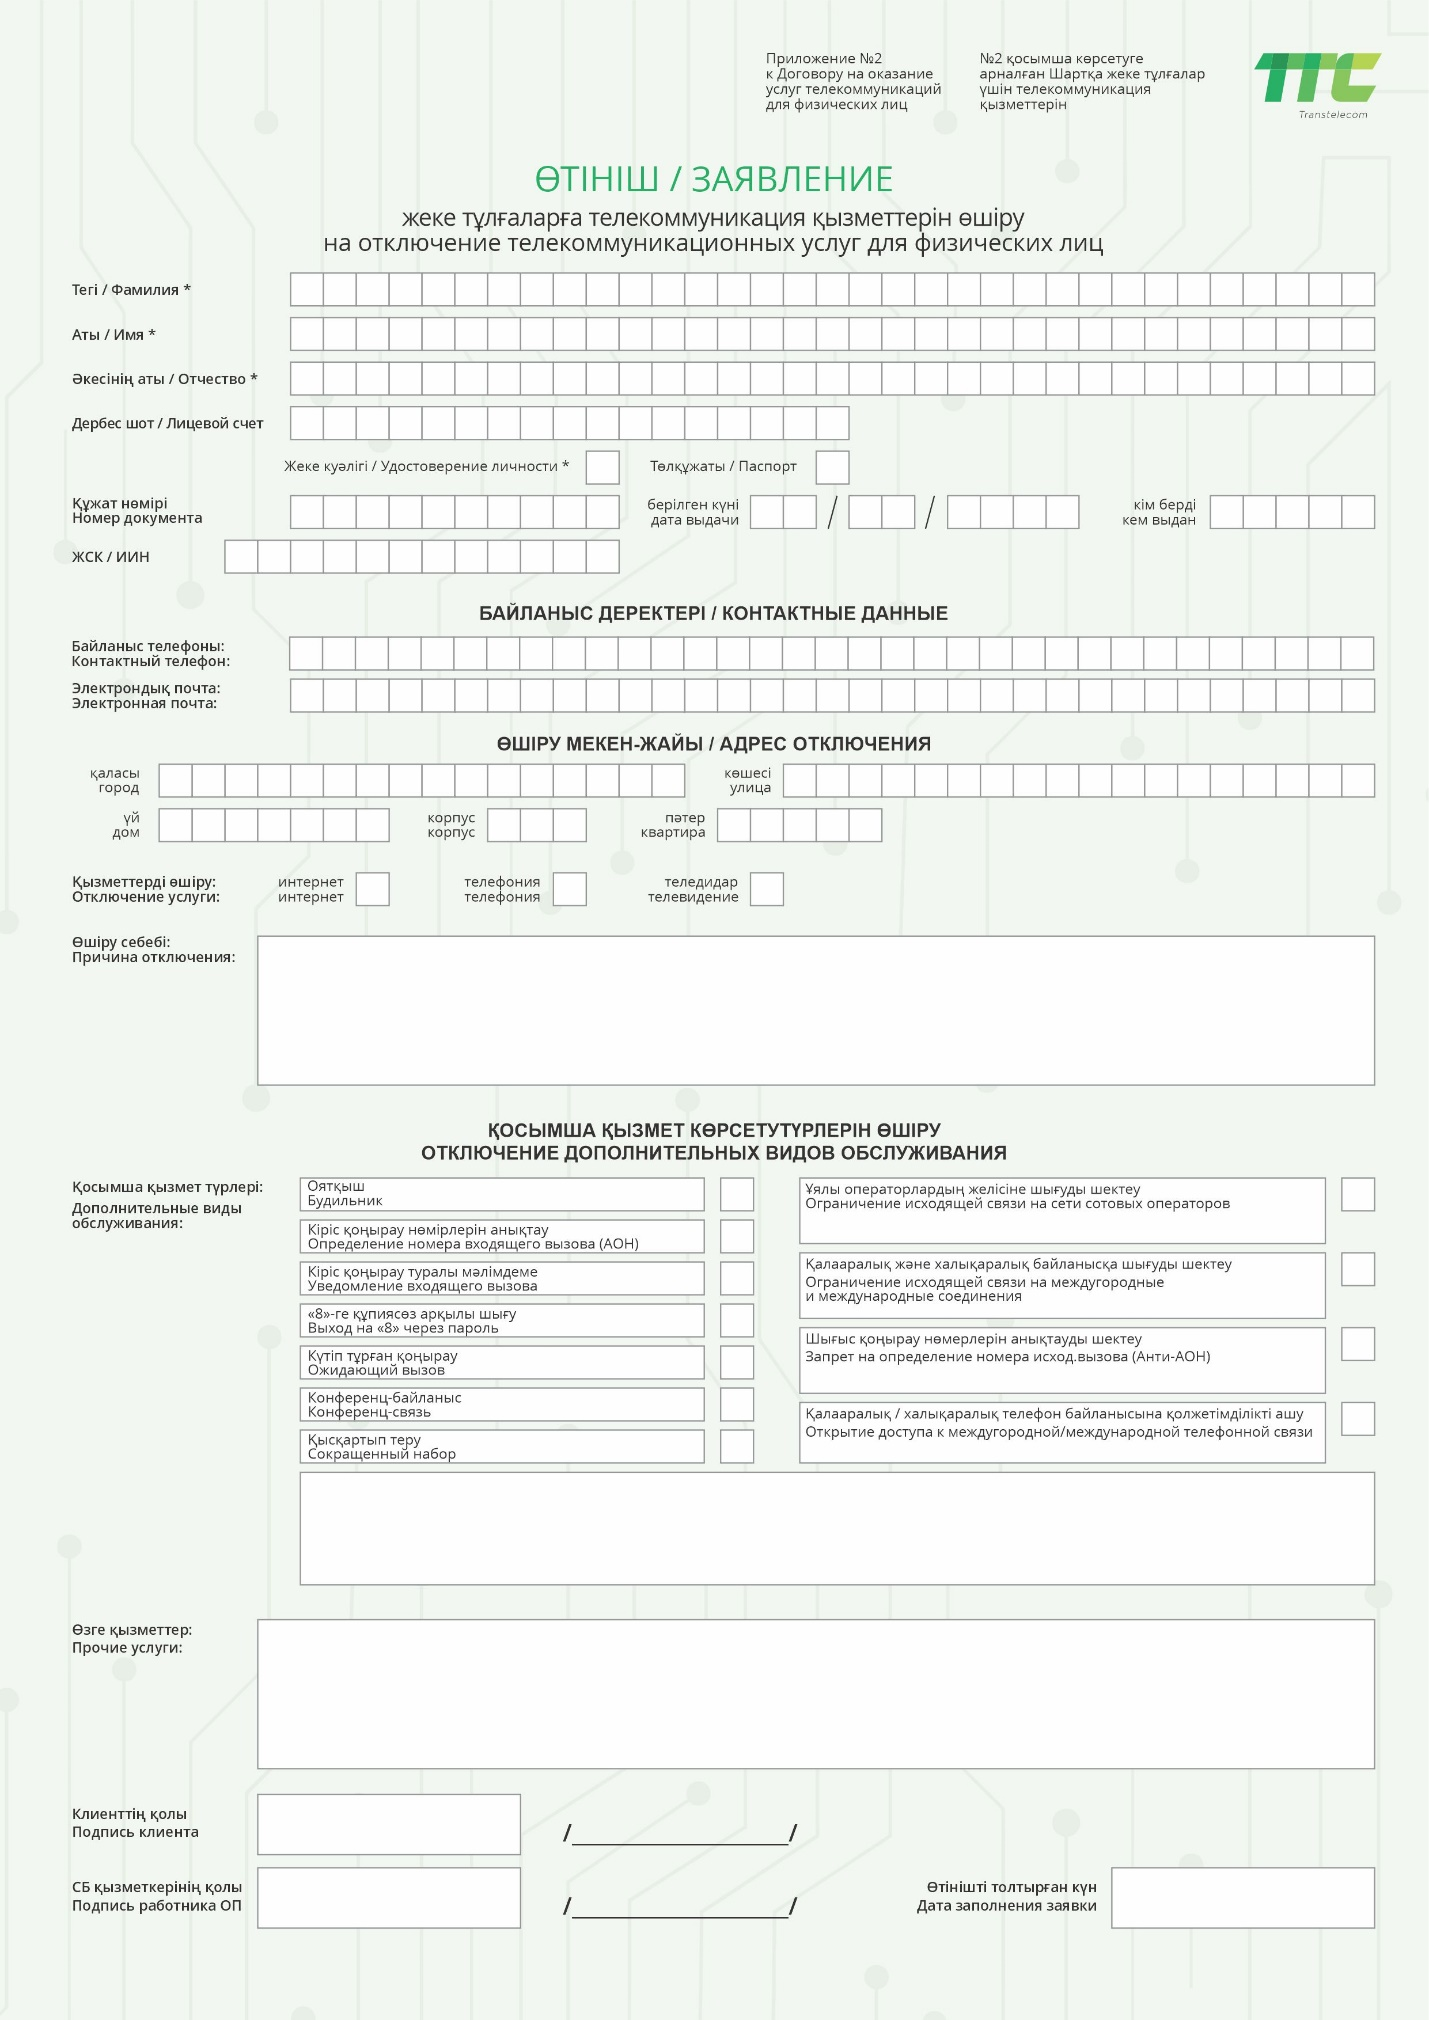 Приложение №2
к Договору на оказание
услуг телекоммуникаций
для физических лиц
№2 қосымша көрсетуге
арналған Шартқа жеке тұлғалар
үшін телекоммуникация
қызметтерін
TTC
Transtelecom
ӨТІНІШ / ЗАЯВЛЕНИЕ
жеке тұлғаларға телекоммуникация қызметтерін өшіру
на отключение телекоммуникационных услуг для физических лиц
Тегі / Фамилия *
Аты / Имя *
Әкесінің аты / Отчество *
Дербес шот / Лицевой счет
Жеке куәлігі / Удостоверение личности *
Төлқұжаты / Паспорт
Құжат нөмірі
Номер документа
берілген күні
дата выдачи
/ /
кім берді
кем выдан
ЖСК / ИИН
БАЙЛАНЫС ДЕРЕКТЕРІ / КОНТАКТНЫЕ ДАННЫЕ
Байланыс телефоны:
Контактный телефон:
Электрондық почта:
Электронная почта:
ӨШІРУ МЕКЕН-ЖАЙЫ / АДРЕС ОТКЛЮЧЕНИЯ
қаласы
город
көшесі
улица
үй
дом
корпус
корпус
пәтер
квартира
Қызметтерді өшіру:
Отключение услуги:
интернет
интернет
телефония
телефония
теледидар
телевидение
Өшіру себебі:
Причина отключения:
ҚОСЫМША ҚЫЗМЕТ КӨРСЕТУТҮРЛЕРІН ӨШІРУ
ОТКЛЮЧЕНИЕ ДОПОЛНИТЕЛЬНЫХ ВИДОВ ОБСЛУЖИВАНИЯ
Қосымша қызмет түрлері:
Дополнительные виды
обслуживания:
Оятқыш
Будильник
Кіріс қоңырау нөмірлерін анықтау
Определение номера входящего вызова (АОН)
Кіріс қоңырау туралы мәлімдеме
Уведомление входящего вызова
«8»-ге құпиясөз арқылы шығу
Выход на «8» через пароль
Күтіп тұрған қоңырау
Ожидающий вызов
Конференц-байланыс
Конференц-связь
Қысқартып теру
Сокращенный набор
Ұялы операторлардың желісіне шығуды шектеу
Ограничение исходящей связи на сети сотовых операторов
Қалааралық және халықаралық байланысқа шығуды шектеу
Ограничение исходящей связи на междугородные
и международные соединения
Шығыс қоңырау нөмерлерін анықтауды шектеу
Запрет на определение номера исход.вызова (Анти-АОН)
Қалааралық / халықаралық телефон байланысына қолжетімділікті ашу
Открытие доступа к междугородной/международной телефонной связи
Өзге қызметтер:
Прочие услуги:
Клиенттің қолы
Подпись клиента
/____________________/
СБ қызметкерінің қолы
Подпись работника ОП
/____________________/
Өтінішті толтырған күн
Дата заполнения заявки